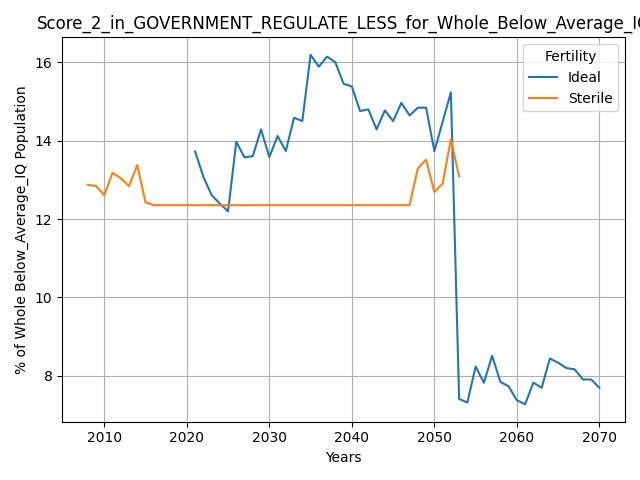 Score_2_in_GOVERNMENT_REGULATE_LESS_for_Whole_Below_Average_IQ
Fertility
Ideal
Sterile
% of Whole Below_Average_IQ Population
16
14
12
10
8
2010 2020 2030 2040 2050 2060 2070
Years